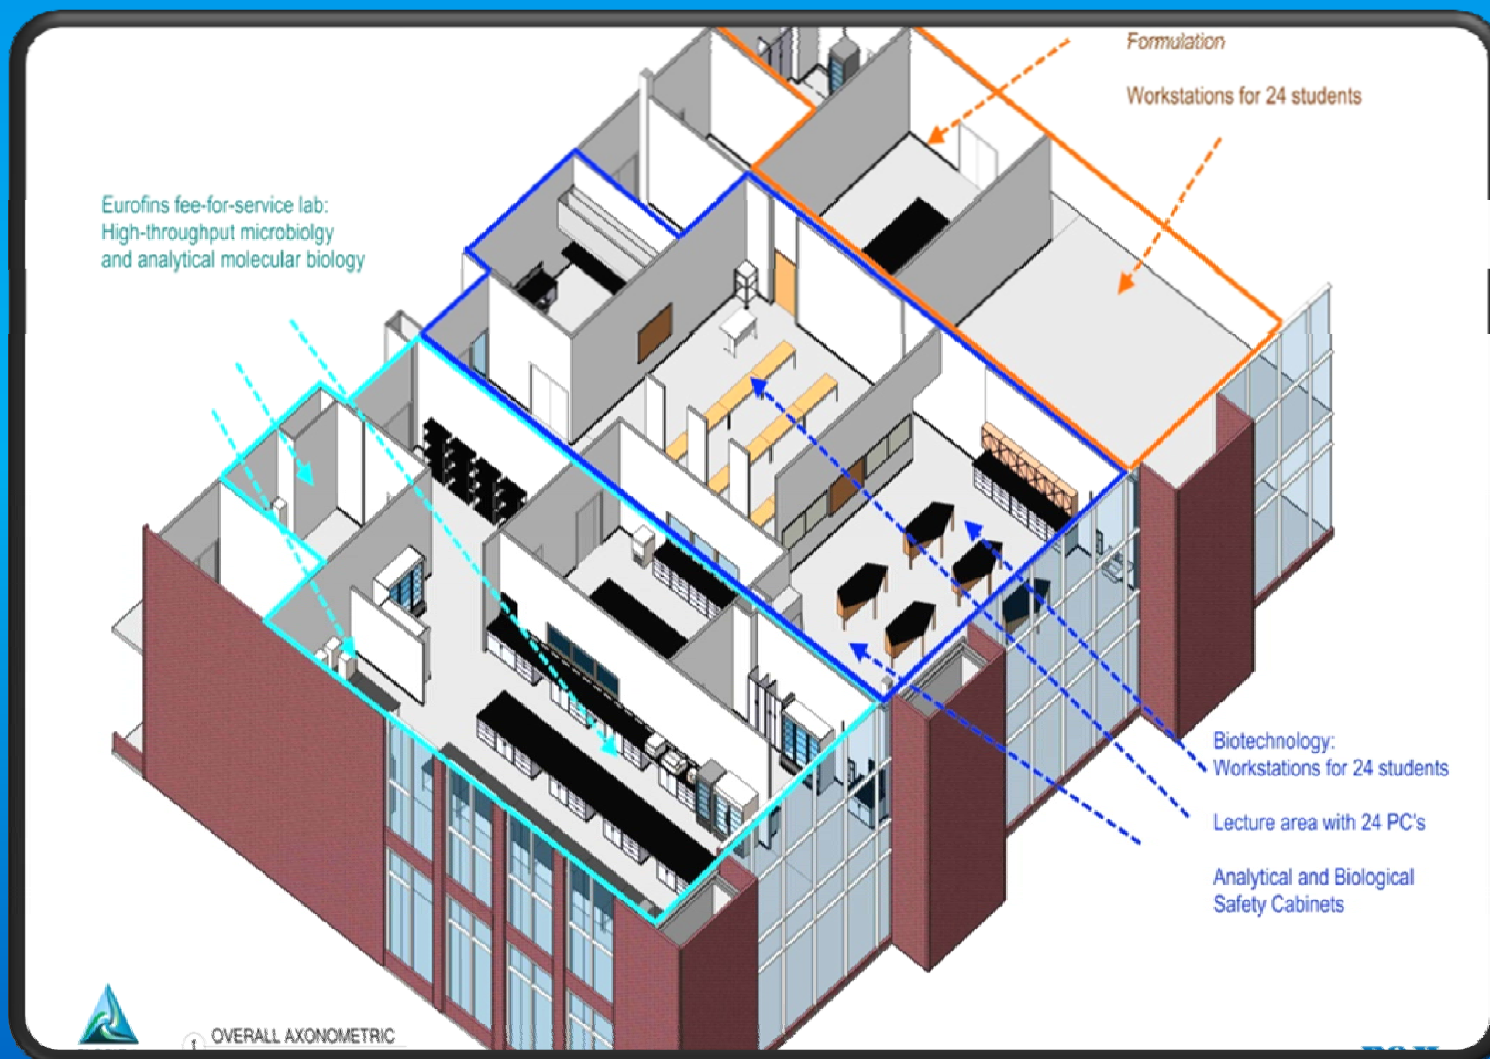 Formulation
Workstations for 24 students
Eurofins fee-for-service lab:
High-throughput microbiolgy
and analytical molecular biology
Biotechnology:
Workstations for 24 students
Lecture area with 24 PC's
Analytical and Biological
Safety Cabinets
1 OVERALL AXONOMETRIC